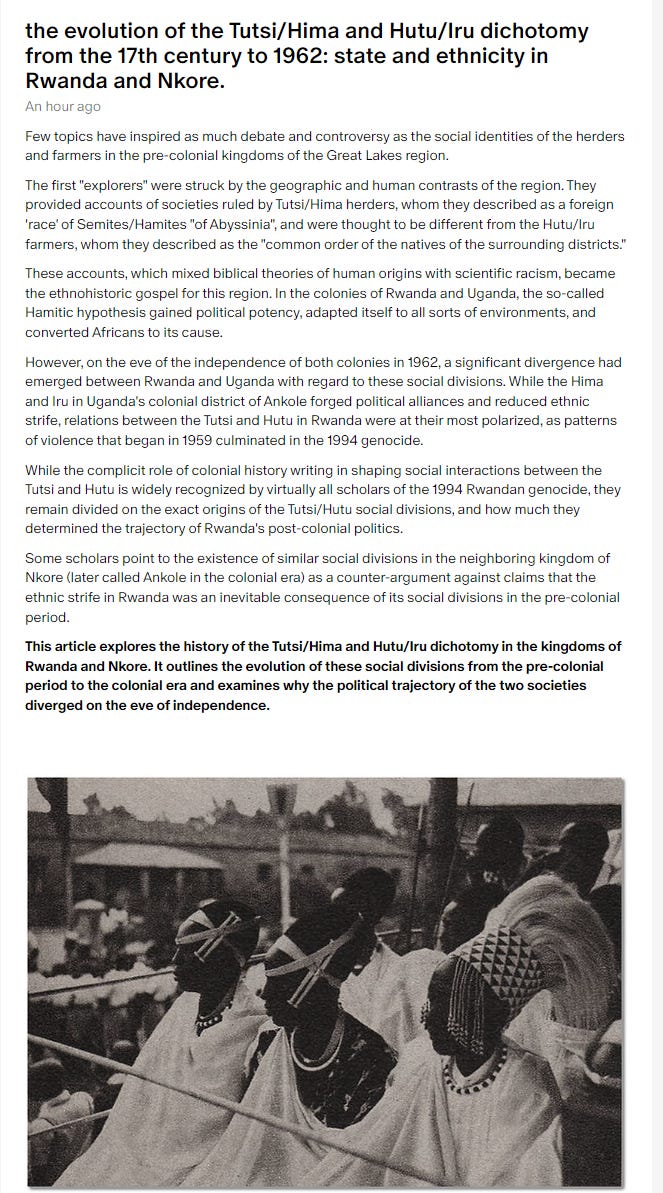 the evolution of the Tutsi/Hima and Hutu/Iru dichotomy
from the 17th century to 1962: state and ethnicity in
Rwanda and Nkore.
An hour ago
Few topics have inspired as much debate and controversy as the social identities of the herders
and farmers in the pre-colonial kingdoms of the Great Lakes region.
The first "explorers" were struck by the geographic and human contrasts of the region. They
provided accounts of societies ruled by Tutsi/Hima herders, whom they described as a foreign
'race' of Semites/Hamites "of Abyssinia", and were thought to be different from the Hutu/Iru
farmers, whom they described as the "common order of the natives of the surrounding districts."
These accounts, which mixed biblical theories of human origins with scientific racism, became
the ethnohistoric gospel for this region. In the colonies of Rwanda and Uganda, the so-called
Hamitic hypothesis gained political potency, adapted itself to all sorts of environments, and
converted Africans to its cause.
However, on the eve of the independence of both colonies in 1962, a significant divergence had
emerged between Rwanda and Uganda with regard to these social divisions. While the Hima
and Iru in Uganda's colonial district of Ankole forged political alliances and reduced ethnic
strife, relations between the Tutsi and Hutu in Rwanda were at their most polarized, as patterns
of violence that began in 1959 culminated in the 1994 genocide.
While the complicit role of colonial history writing in shaping social interactions between the
Tutsi and Hutu is widely recognized by virtually all scholars of the 1994 Rwandan genocide, they
remain divided on the exact origins of the Tutsi/Hutu social divisions, and how much they
determined the trajectory of Rwanda's post-colonial politics.
Some scholars point to the existence of similar social divisions in the neighboring kingdom of
Nkore (later called Ankole in the colonial era) as a counter-argument against claims that the
ethnic strife in Rwanda was an inevitable consequence of its social divisions in the pre-colonial
period.
This article explores the history of the Tutsi/Hima and Hutu/Iru dichotomy in the kingdoms of
Rwanda and Nkore. It outlines the evolution of these social divisions from the pre-colonial
period to the colonial era and examines why the political trajectory of the two societies
diverged on the eve of independence.